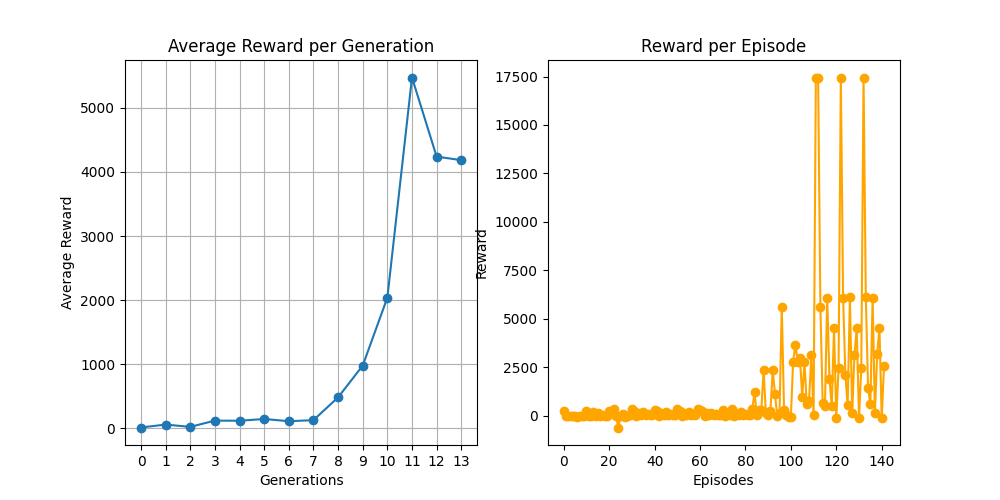 Average Reward per Generation
Average Reward
5000
4000
3000
2000
1000
0
0 1 2 3 4 5 6 7 8 9 10 11 12 13
Generations
Reward per Episode
Reward
17500
15000
12500
10000
7500
5000
2500
0
0 20 40 60 80 100 120 140
Episodes